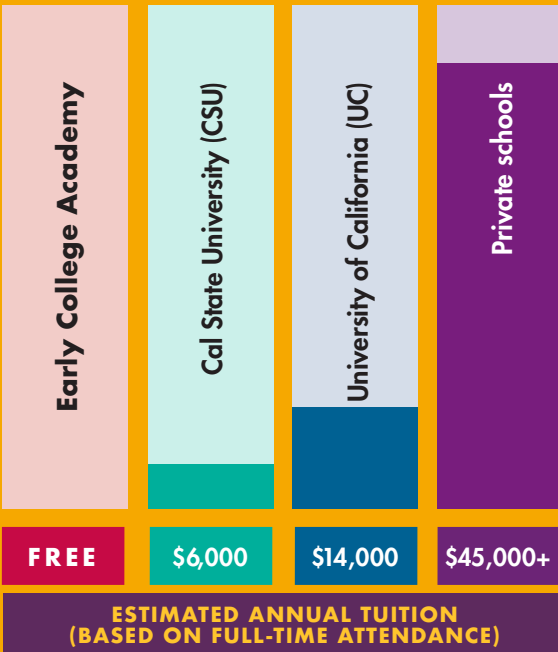 Early College Academy
Cal State University (CSU)
University of California (UC)
Private schools
FREE
$6,000
$14,000
$45,000+
ESTIMATED ANNUAL TUITION
(BASED ON FULL-TIME ATTENDANCE)